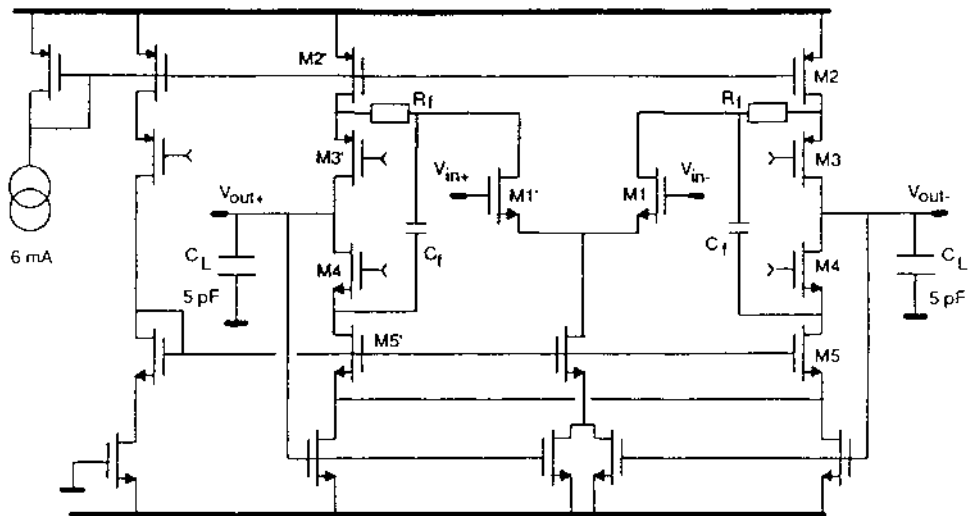 M2'
M2
Rf
Rf
M3'
M3
Vin+
Vin-
M1'
M1
Vout+
Vout-
6 mA
CL
5 pF
M4
Cf
Cf
M4
CL
5 pF
M5'
M5